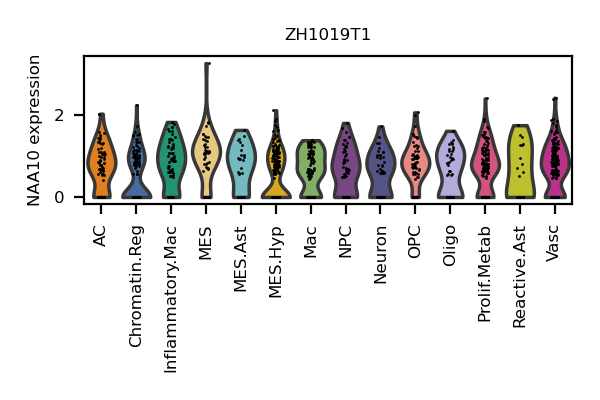 ZH1019T1
NAA10 expression
2
0
AC
Chromatin.Reg
Inflammatory.Mac
MES
MES.Ast
MES.Hyp
Mac
NPC
Neuron
OPC
Oligo
Prolif.Metab
Reactive.Ast
Vasc